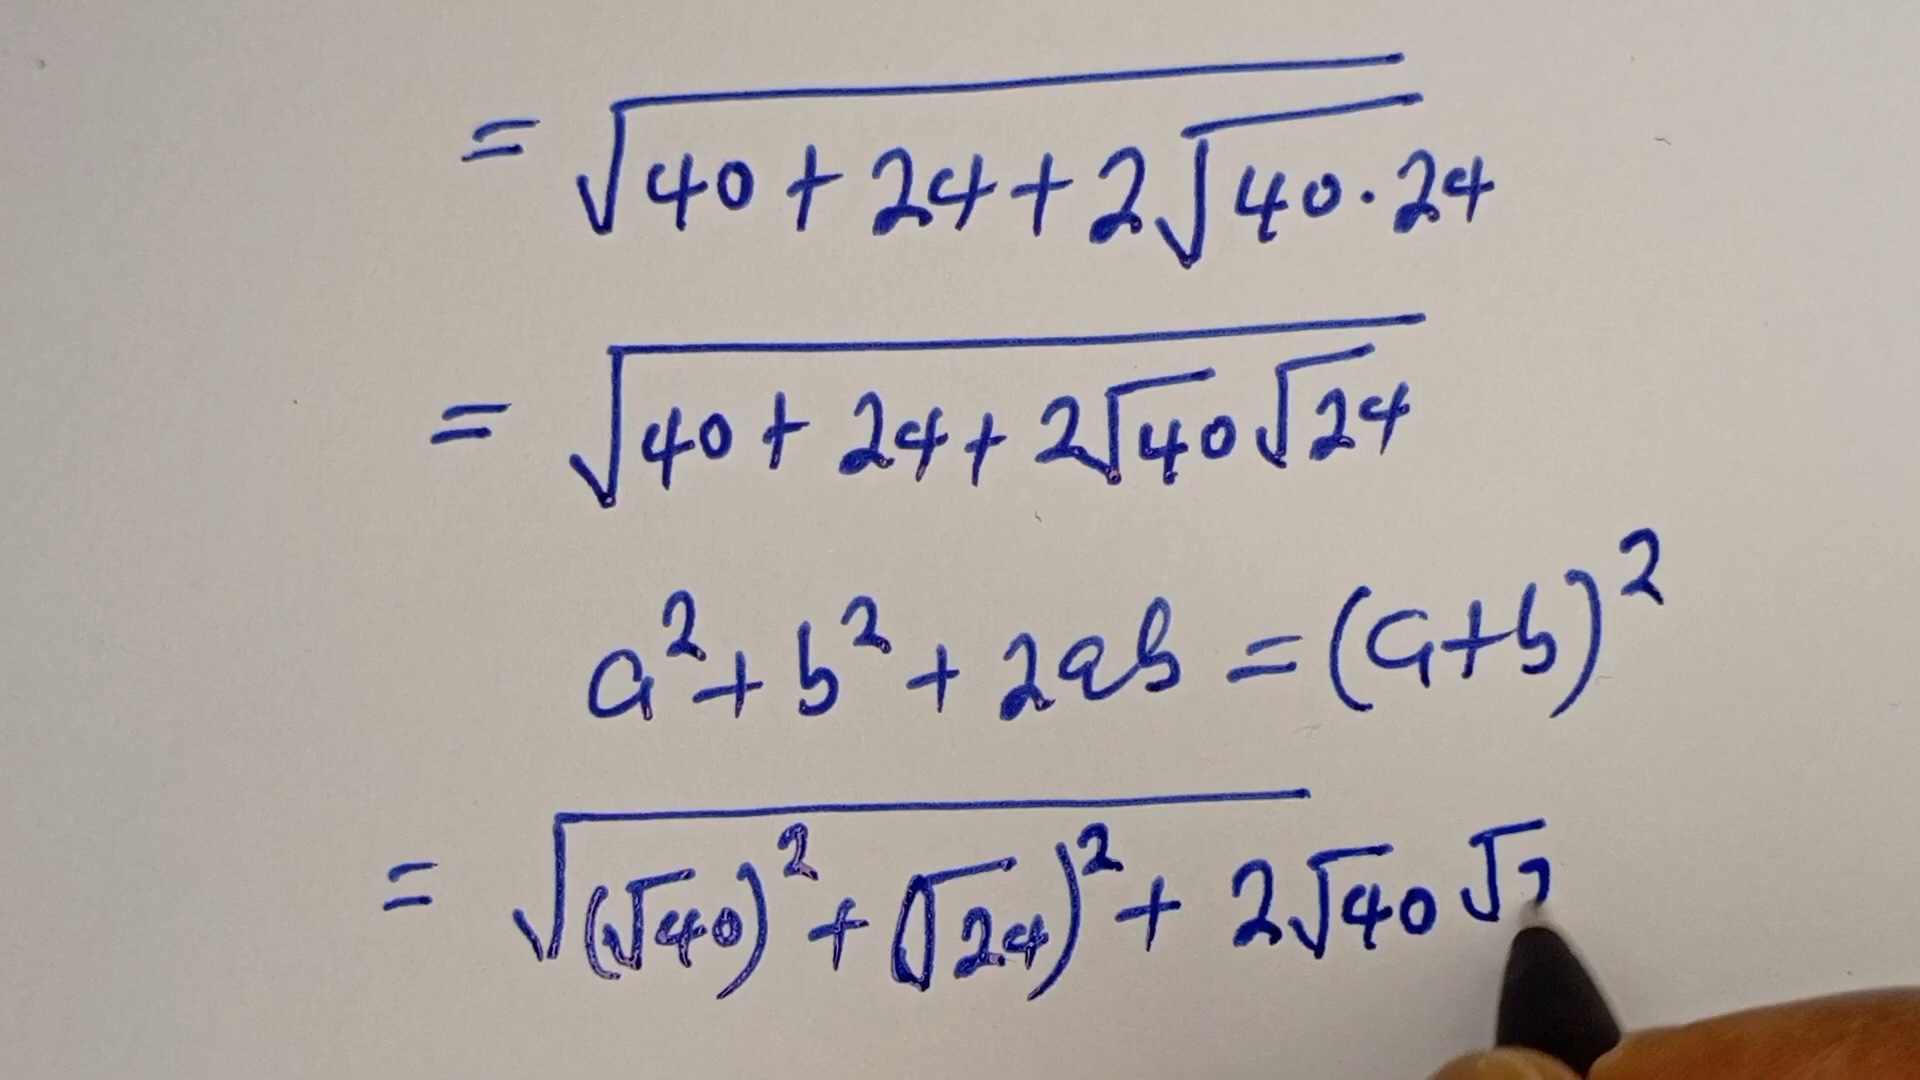 = √40 + 24 + 2√40 · 24
= √40 + 24 + 2√40 √24
a² + b² + 2ab = (a+b)²
= √(√40)² + (√24)² + 2√40 √2